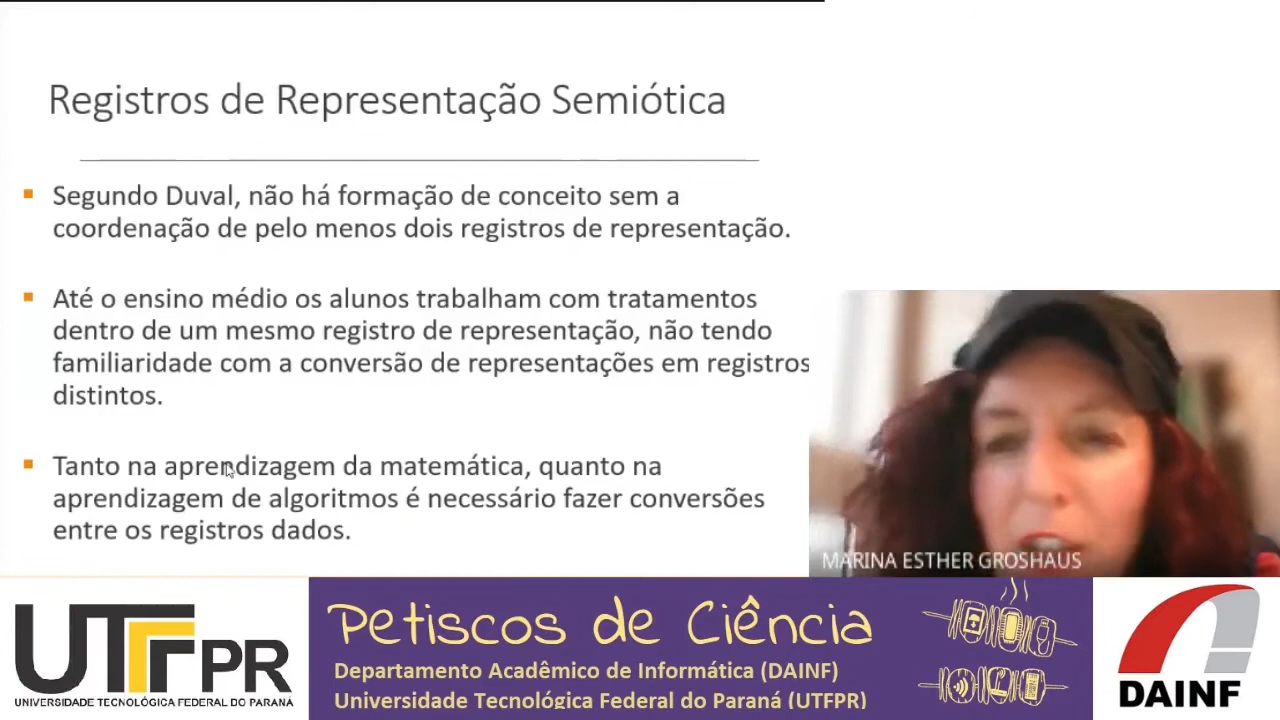 Registros de Representação Semiótica
Segundo Duval, não há formação de conceito sem a
coordenação de pelo menos dois registros de representação.
Até o ensino médio os alunos trabalham com tratamentos
dentro de um mesmo registro de representação, não tendo
familiaridade com a conversão de representações em registros
distintos.
Tanto na aprendizagem da matemática, quanto na
aprendizagem de algoritmos é necessário fazer conversões
entre os registros dados.
MARINA ESTHER GROSHAUS
UTFPR
UNIVERSIDADE TECNOLÓGICA FEDERAL DO PARANÁ
Petiscos de Ciência
Departamento Acadêmico de Informática (DAINF)
Universidade Tecnológica Federal do Paraná (UTFPR)
DAINF